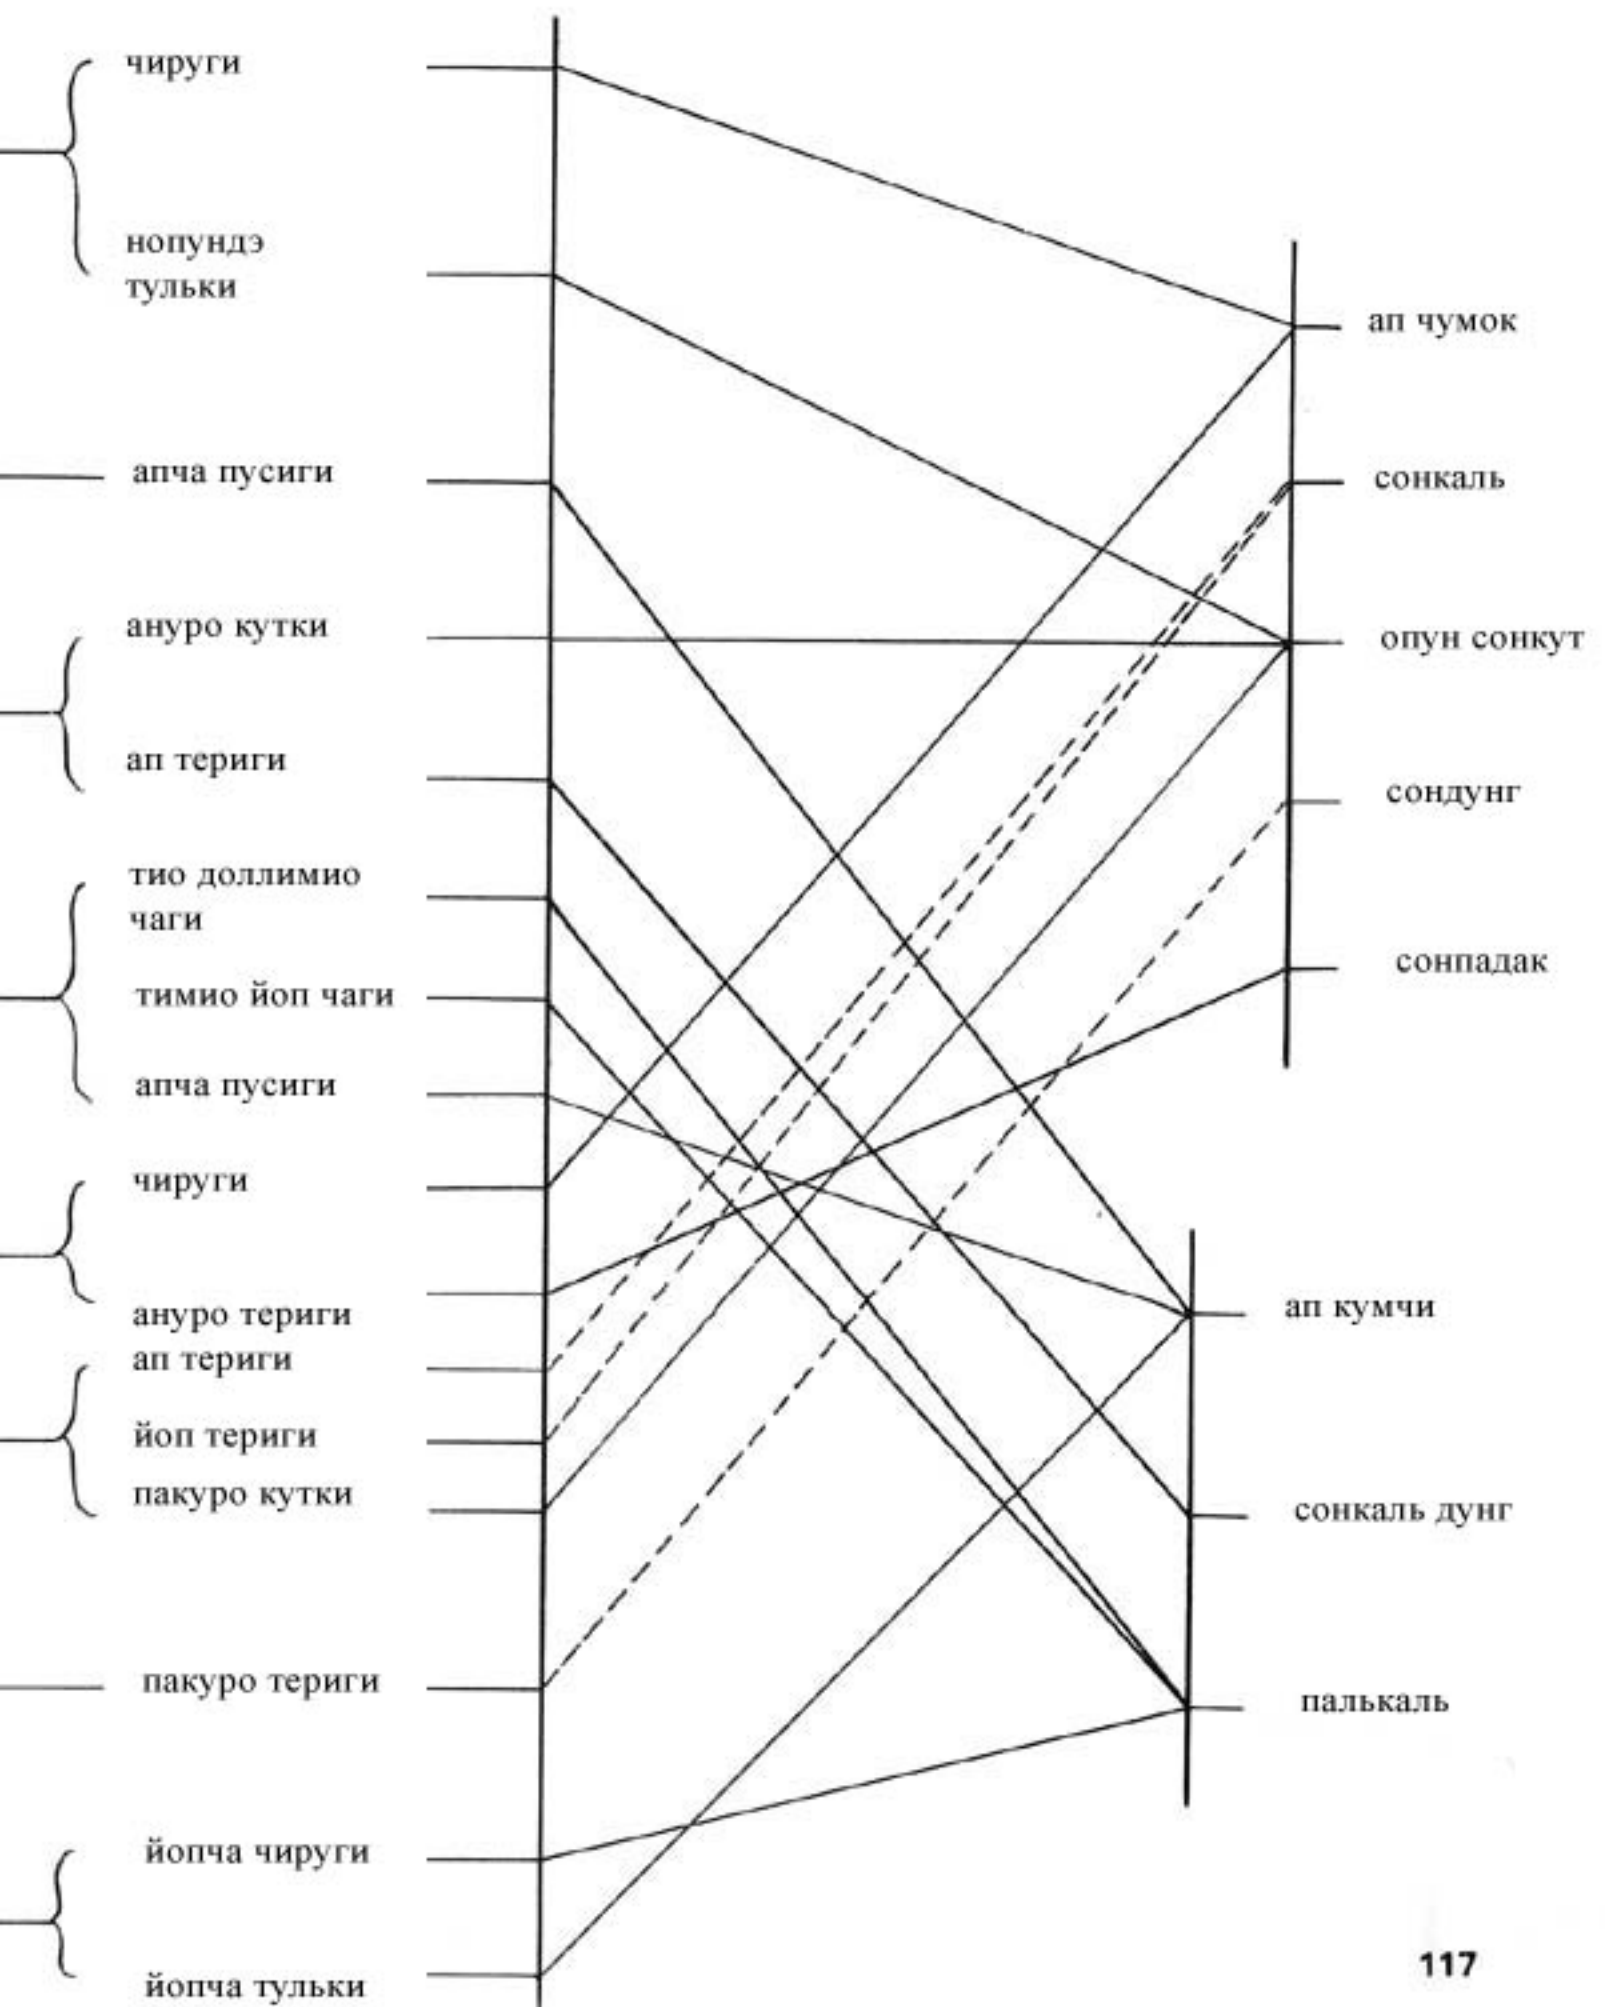 чируги
нопундэ
тульки
апча пусиги
ануро кутки
ап териги
тио доллимио
чаги
тимио йоп чаги
апча пусиги
чируги
ануро териги
ап териги
йоп териги
пакуро кутки
пакуро териги
йопча чируги
йопча тульки
ап чумок
сонкаль
опун сонкут
сондунг
сонпадак
ап кумчи
сонкаль дунг
палькаль
117